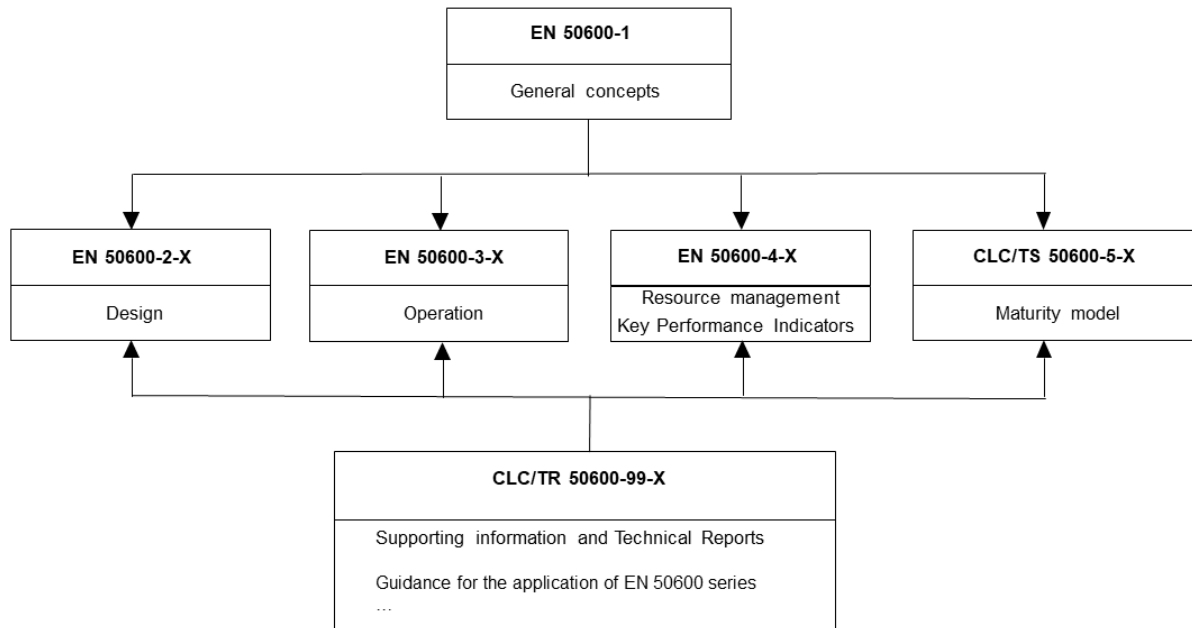 EN 50600-1
General concepts
EN 50600-2-X
Design
EN 50600-3-X
Operation
EN 50600-4-X
Resource management
Key Performance Indicators
CLC/TS 50600-5-X
Maturity model
CLC/TR 50600-99-X
Supporting information and Technical Reports
Guidance for the application of EN 50600 series
...